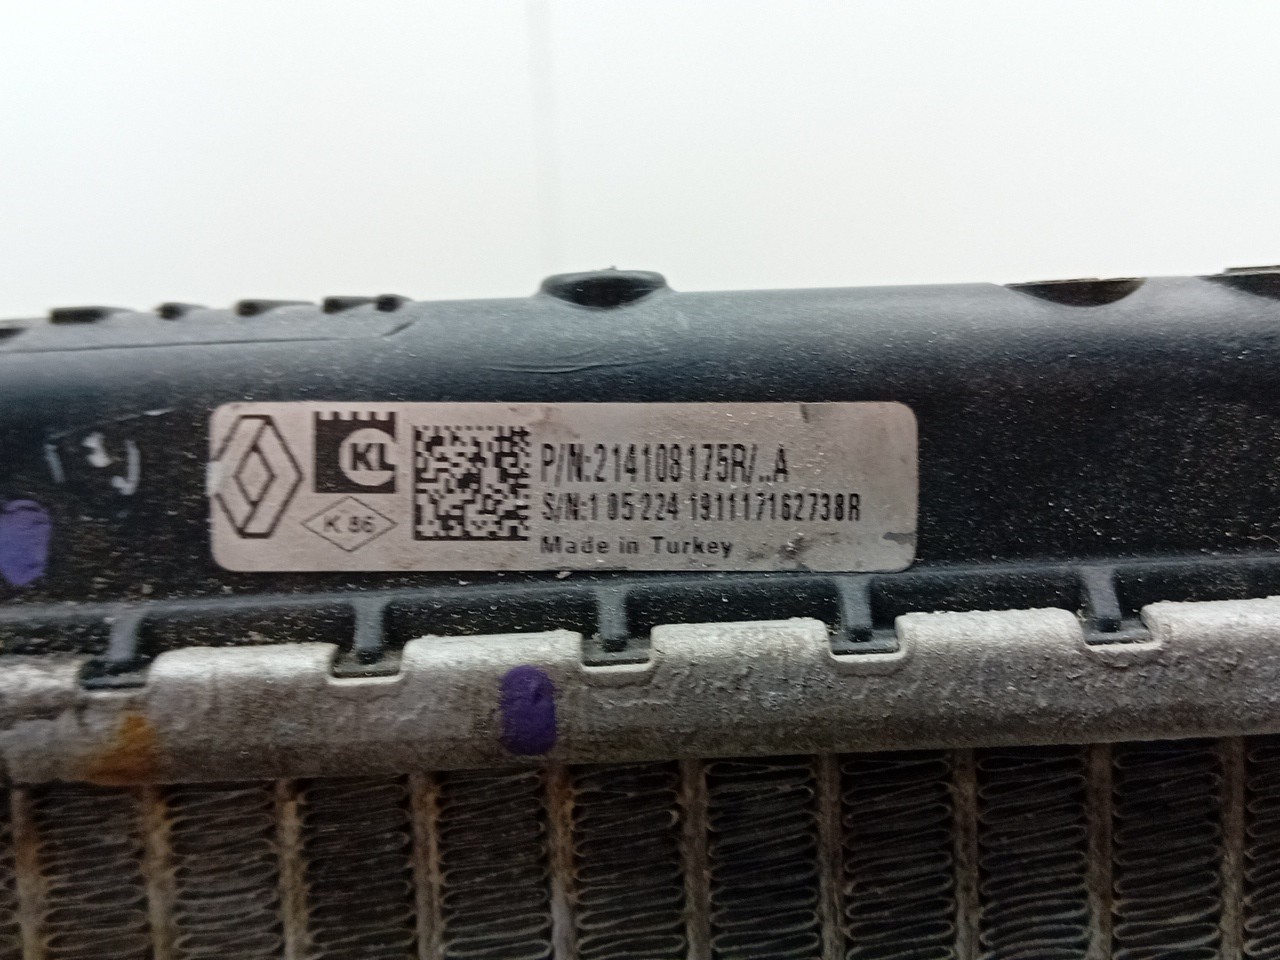 KL
K 86
P/N:214108175R/..A
S/N:1 05 224 191117162738R
Made in Turkey